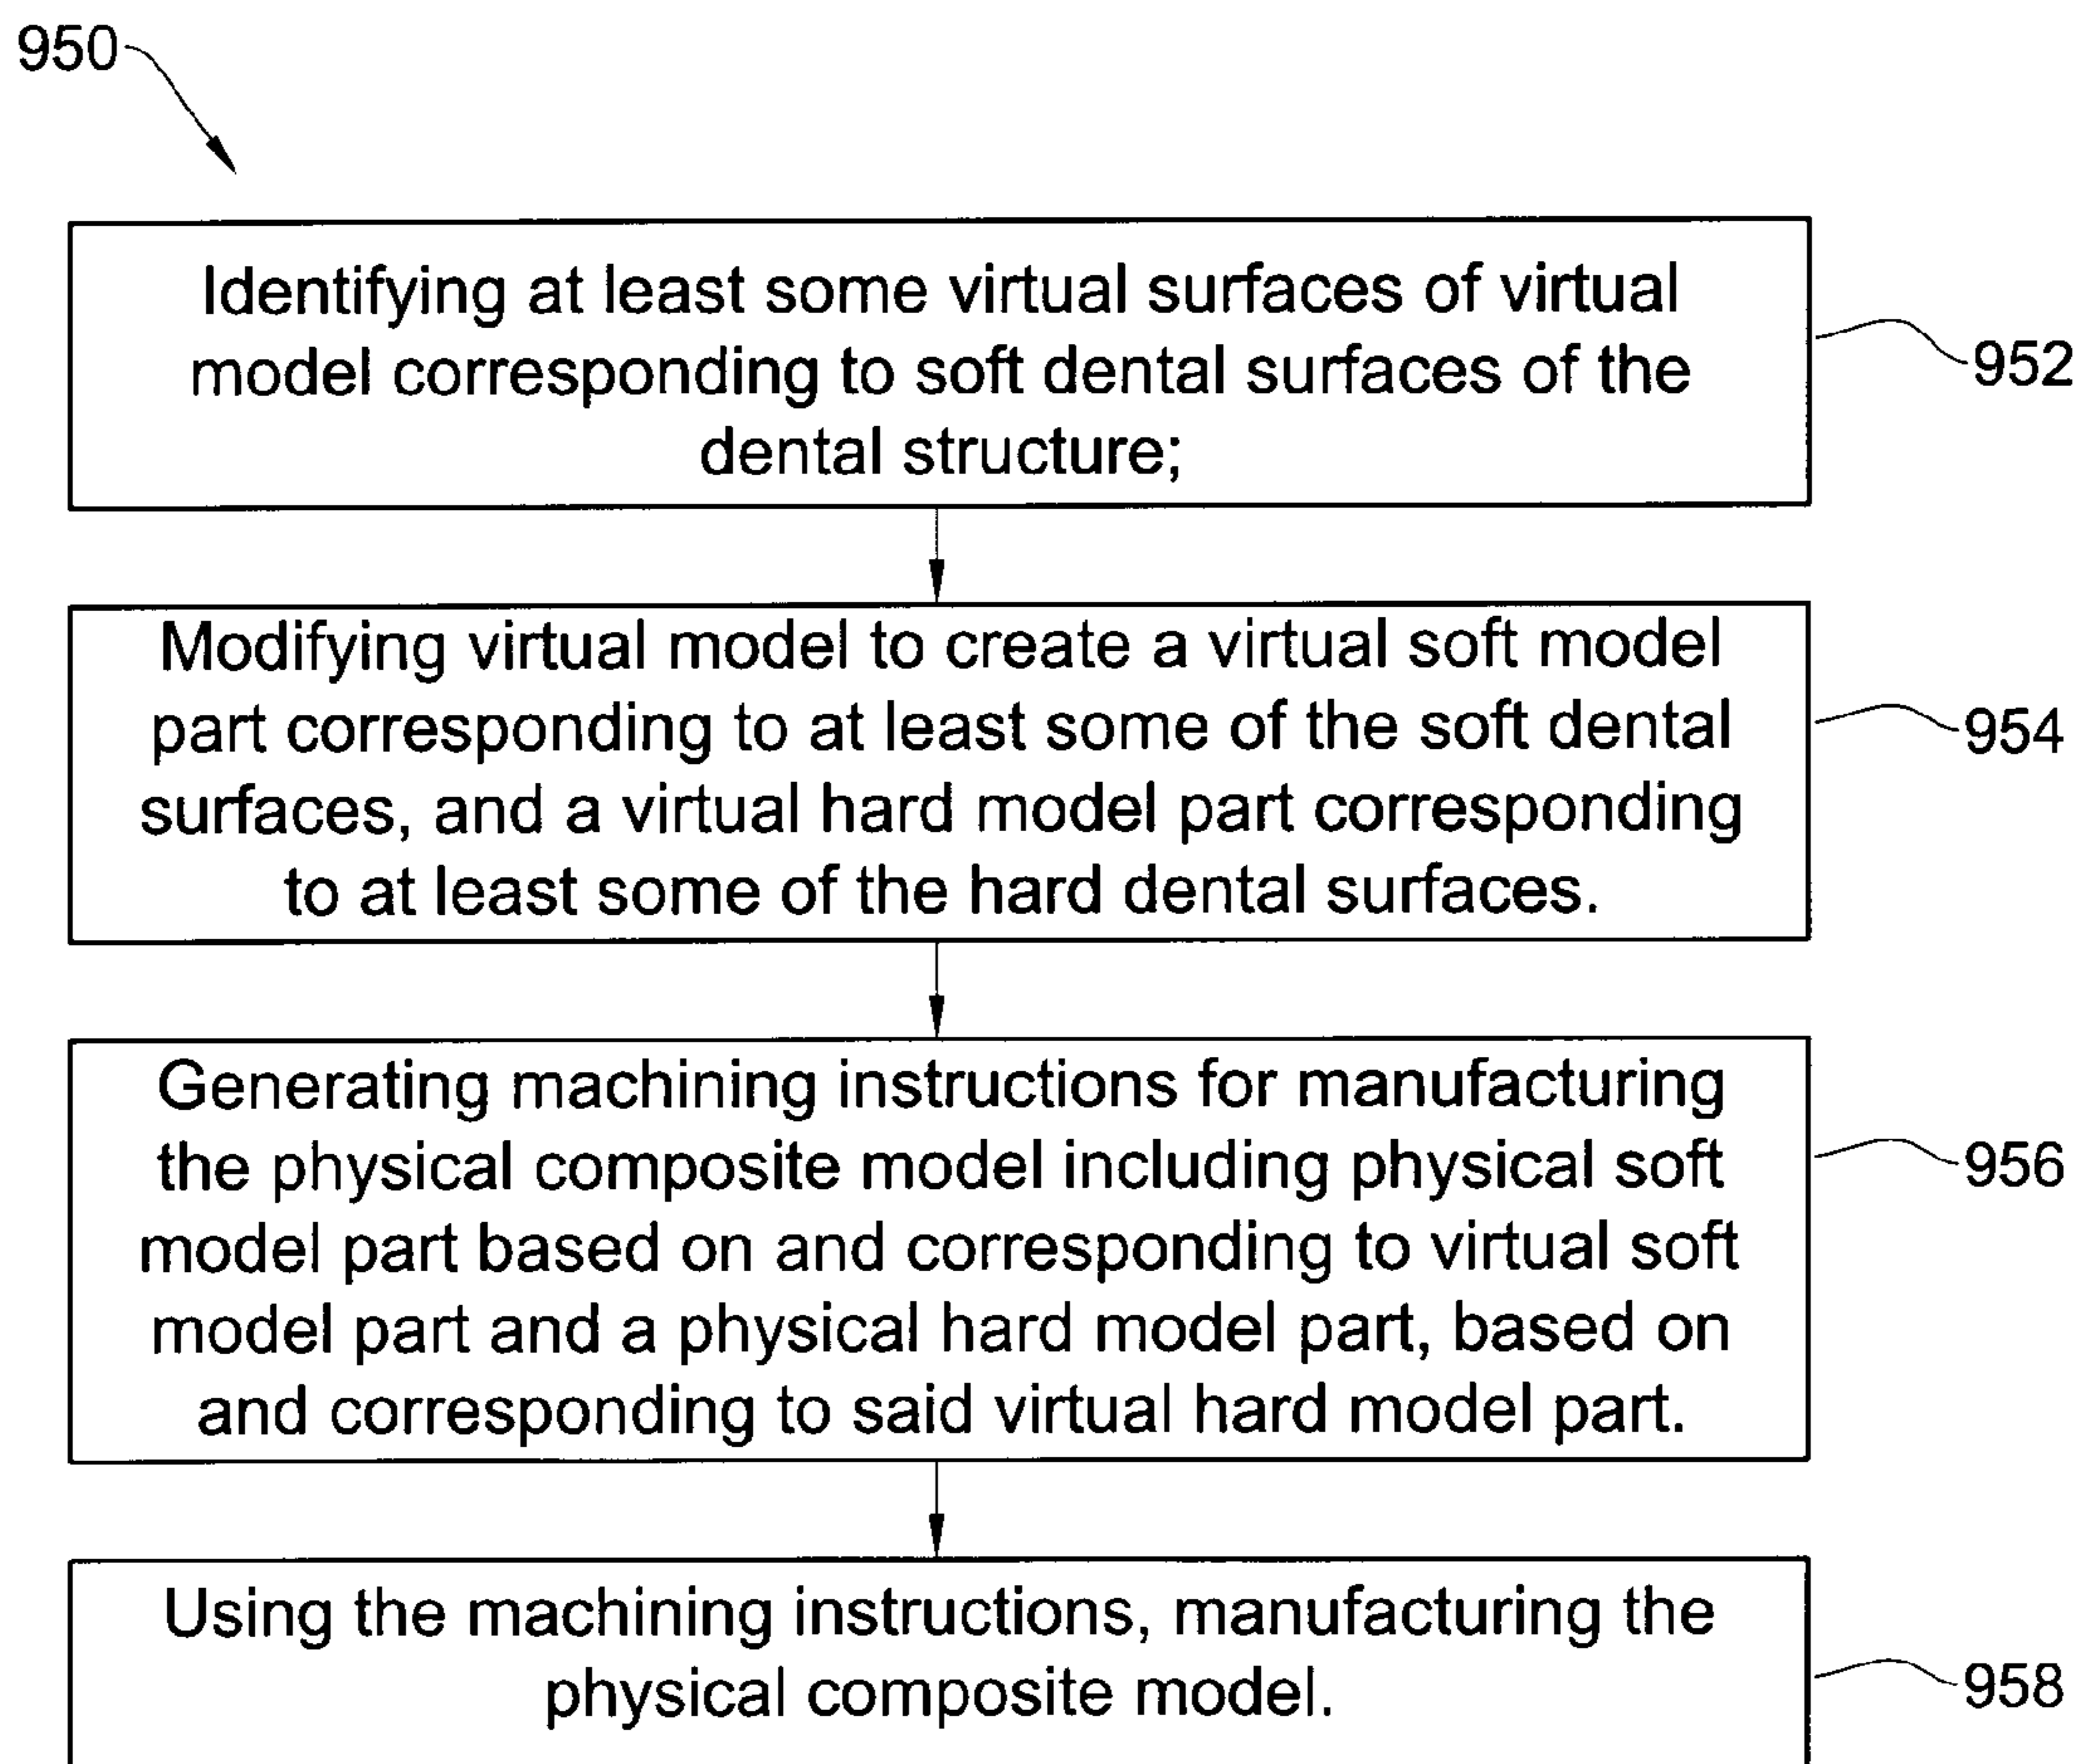 950
Identifying at least some virtual surfaces of virtual
model corresponding to soft dental surfaces of the
dental structure;
952
Modifying virtual model to create a virtual soft model
part corresponding to at least some of the soft dental
surfaces, and a virtual hard model part corresponding
to at least some of the hard dental surfaces.
954
Generating machining instructions for manufacturing
the physical composite model including physical soft
model part based on and corresponding to virtual soft
model part and a physical hard model part, based on
and corresponding to said virtual hard model part.
956
Using the machining instructions, manufacturing the
physical composite model.
958